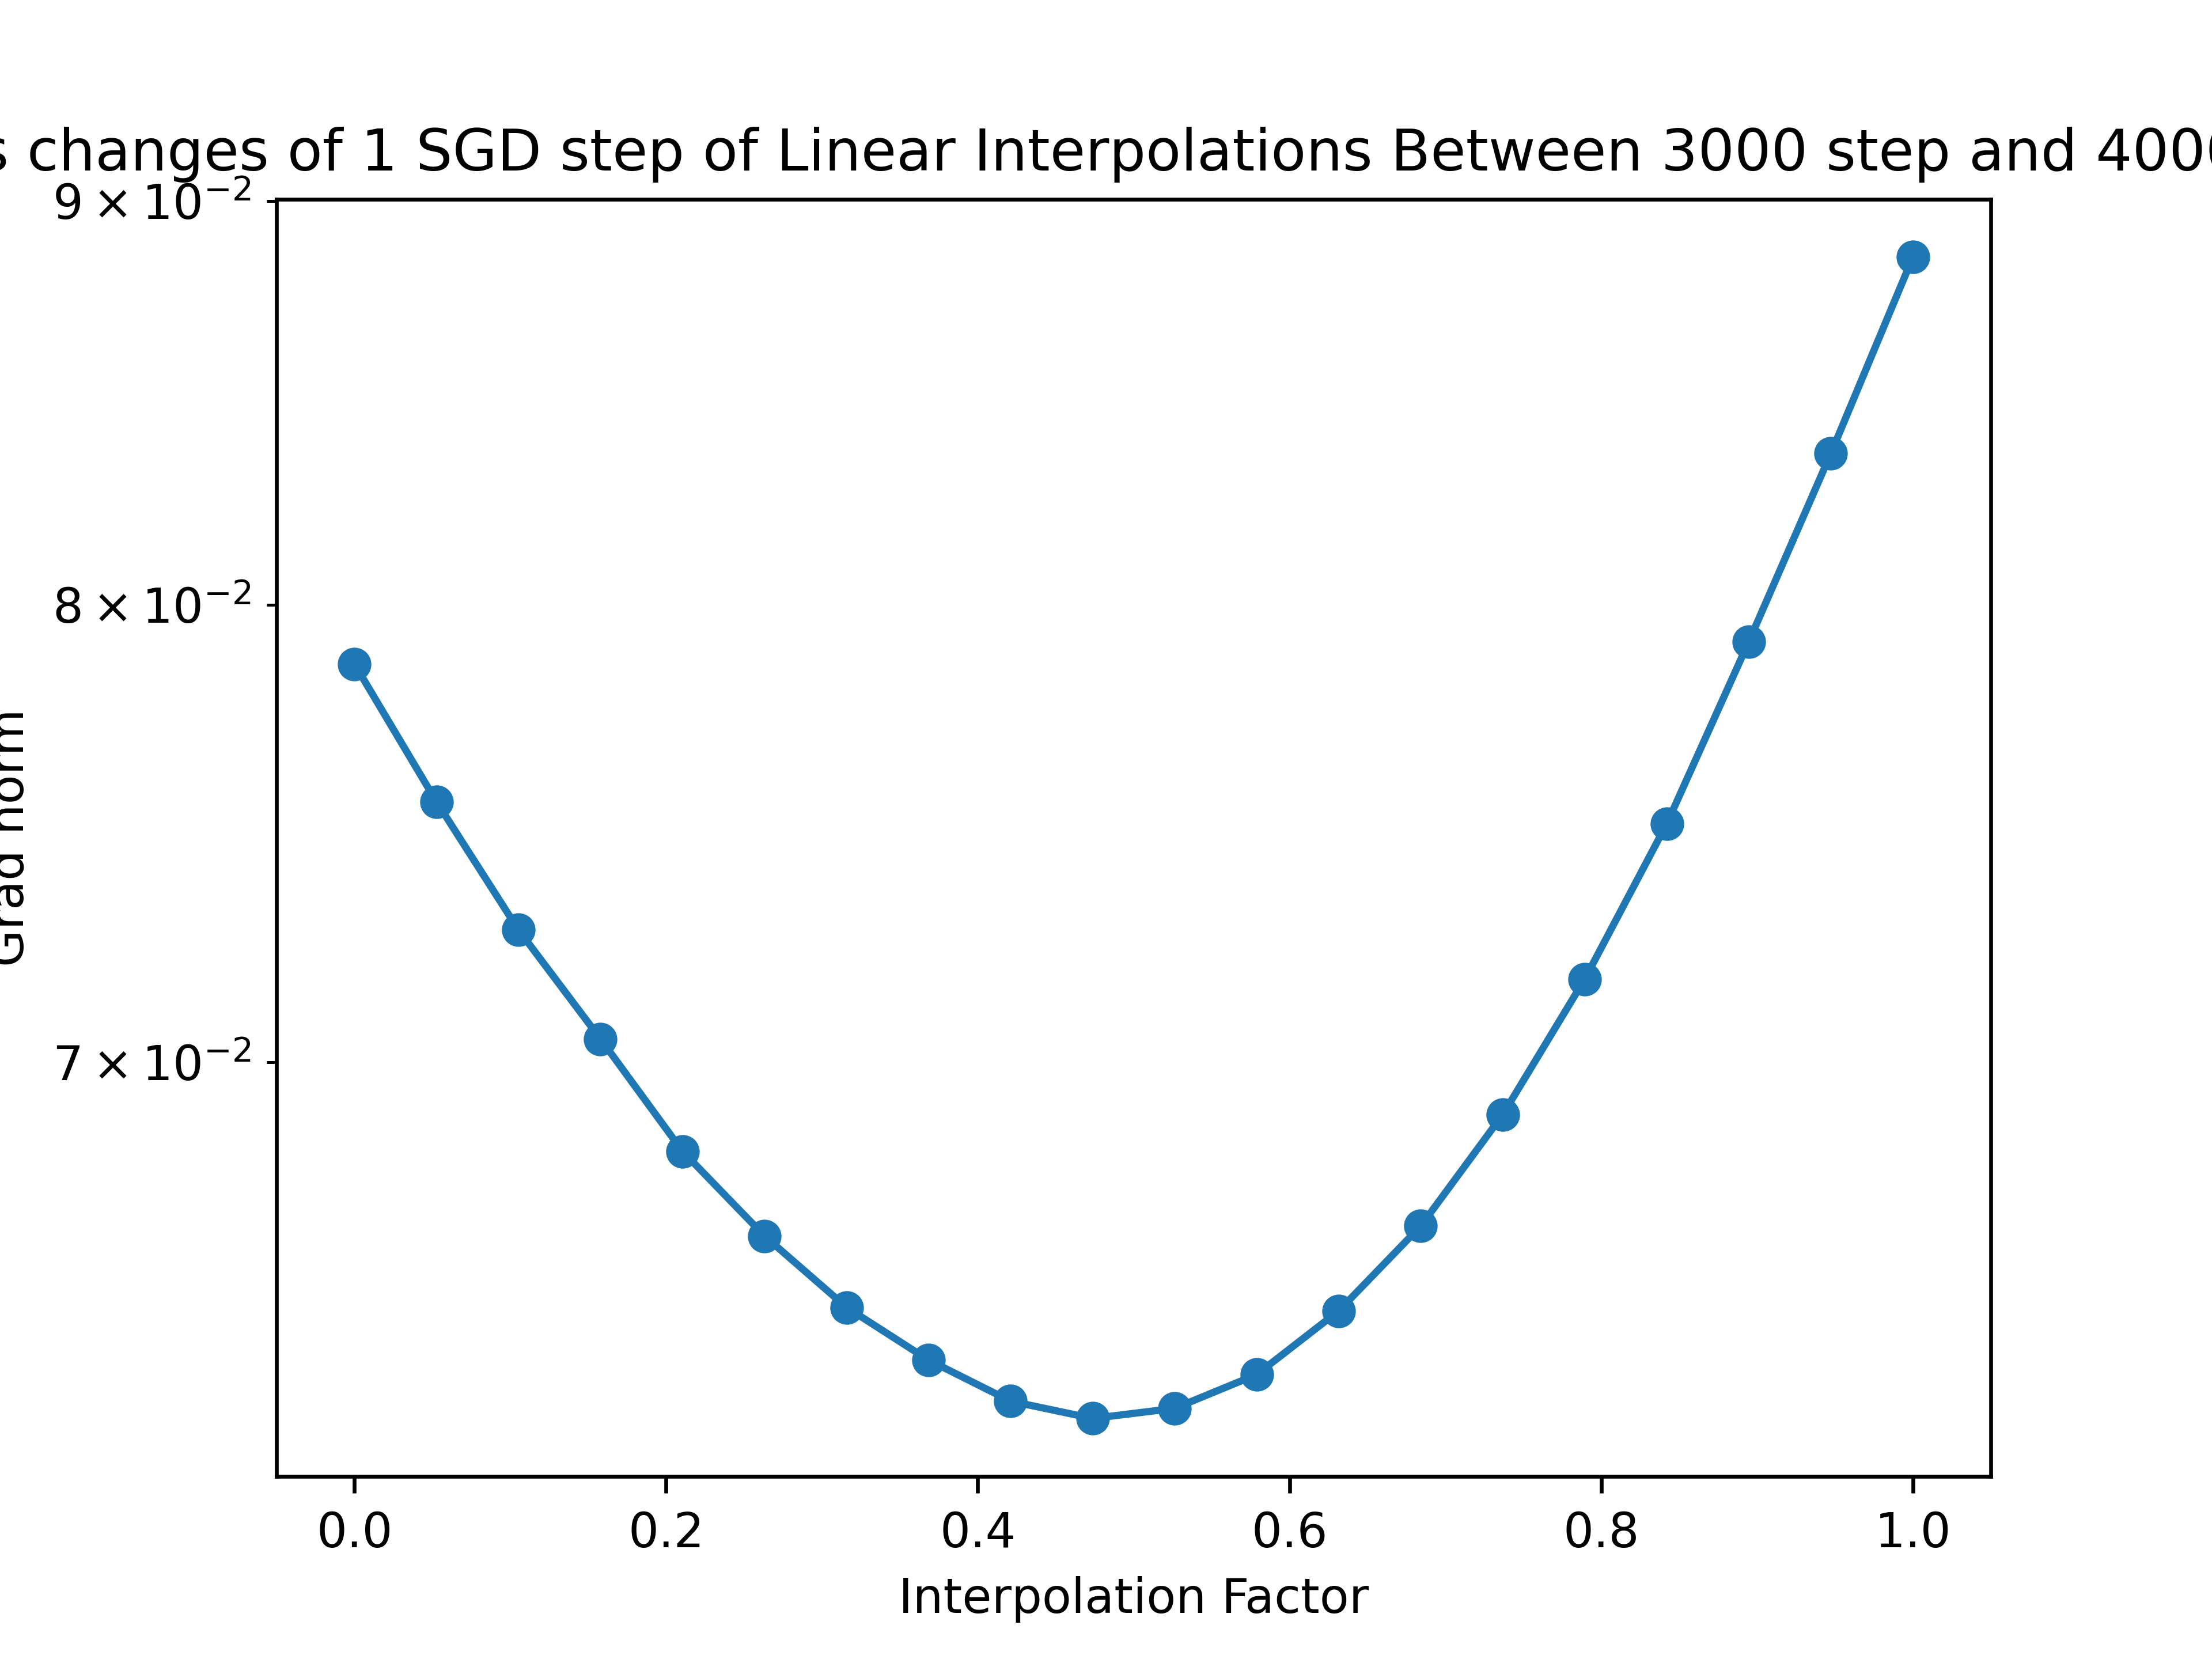 s changes of 1 SGD step of Linear Interpolations Between 3000 step and 4000
9 × 10⁻²
8 × 10⁻²
7 × 10⁻²
Grad norm
0.0 0.2 0.4 0.6 0.8 1.0
Interpolation Factor